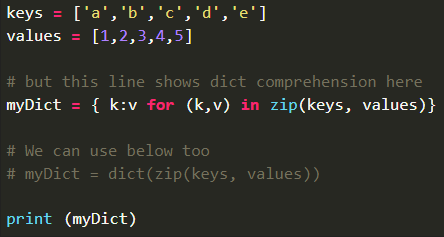 keys = ['a','b','c','d','e']
values = [1,2,3,4,5]
# but this line shows dict comprehension here
myDict = { k:v for (k,v) in zip(keys, values)}
# We can use below too
# myDict = dict(zip(keys, values))
print (myDict)